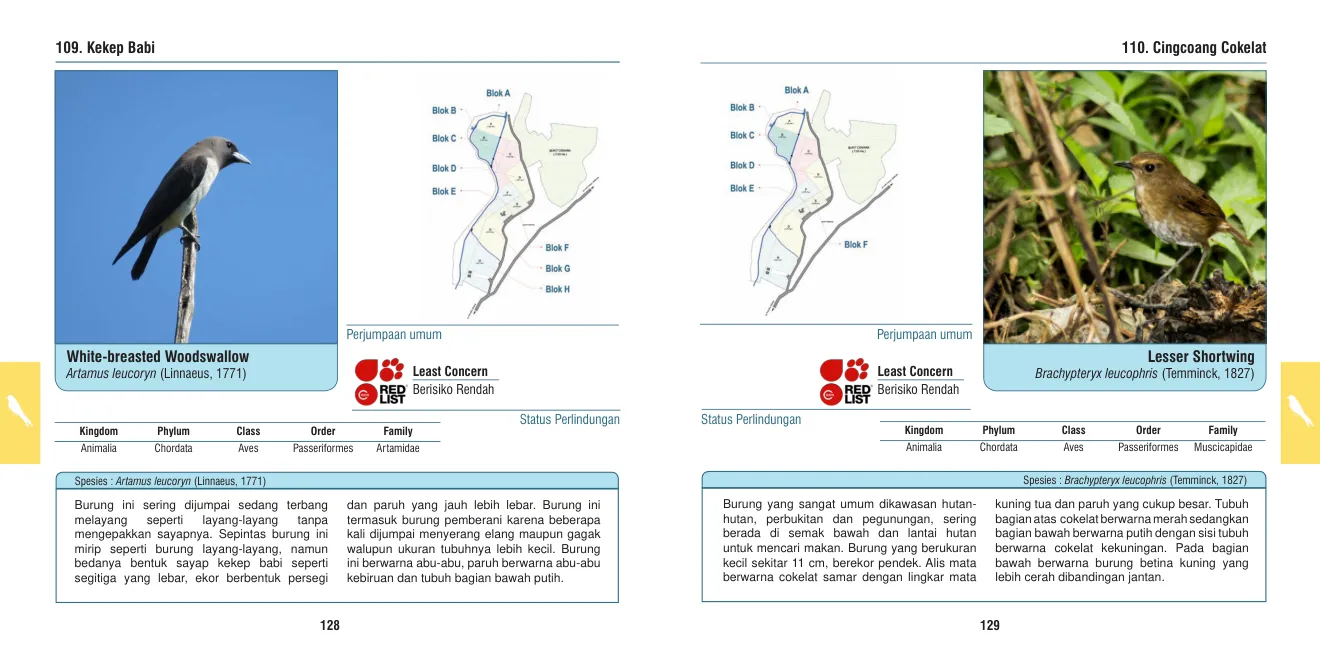 109. Kekep Babi
Blok A
Blok B
Blok C
Blok D
Blok E
Blok F
Blok G
Blok H
Perjumpaan umum
White-breasted Woodswallow
Artamus leucoryn (Linnaeus, 1771)
RED LIST
Least Concern
Berisiko Rendah
Status Perlindungan
Kingdom Phylum Class Order Family
Animalia Chordata Aves Passeriformes Artamidae
Spesies : Artamus leucoryn (Linnaeus, 1771)
Burung ini sering dijumpai sedang terbang
melayang seperti layang-layang tanpa
mengepakkan sayapnya. Sepintas burung ini
mirip seperti burung layang-layang, namun
bedanya bentuk sayap kekep babi seperti
segitiga yang lebar, ekor berbentuk persegi
dan paruh yang jauh lebih lebar. Burung ini
termasuk burung pemberani karena beberapa
kali dijumpai menyerang elang maupun gagak
walupun ukuran tubuhnya lebih kecil. Burung
ini berwarna abu-abu, paruh berwarna abu-abu
kebiruan dan tubuh bagian bawah putih.
128
110. Cingcoang Cokelat
Blok A
Blok B
Blok C
Blok D
Blok E
Blok F
Perjumpaan umum
Lesser Shortwing
Brachypteryx leucophris (Temminck, 1827)
RED LIST
Least Concern
Berisiko Rendah
Status Perlindungan
Kingdom Phylum Class Order Family
Animalia Chordata Aves Passeriformes Muscicapidae
Spesies : Brachypteryx leucophris (Temminck, 1827)
Burung yang sangat umum dikawasan hutan-
hutan, perbukitan dan pegunungan, sering
berada di semak bawah dan lantai hutan
untuk mencari makan. Burung yang berukuran
kecil sekitar 11 cm, berekor pendek. Alis mata
berwarna cokelat samar dengan lingkar mata
kuning tua dan paruh yang cukup besar. Tubuh
bagian atas cokelat berwarna merah sedangkan
bagian bawah berwarna putih dengan sisi tubuh
berwarna cokelat kekuningan. Pada bagian
bawah berwarna burung betina kuning yang
lebih cerah dibandingan jantan.
129